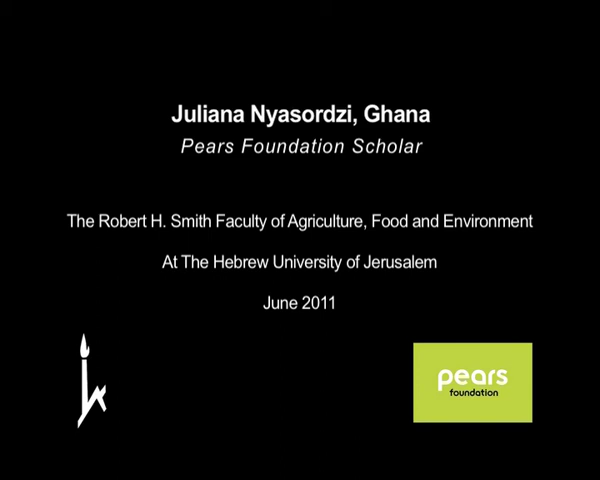 Juliana Nyasordzi, Ghana
Pears Foundation Scholar
The Robert H. Smith Faculty of Agriculture, Food and Environment
At The Hebrew University of Jerusalem
June 2011
pears
foundation